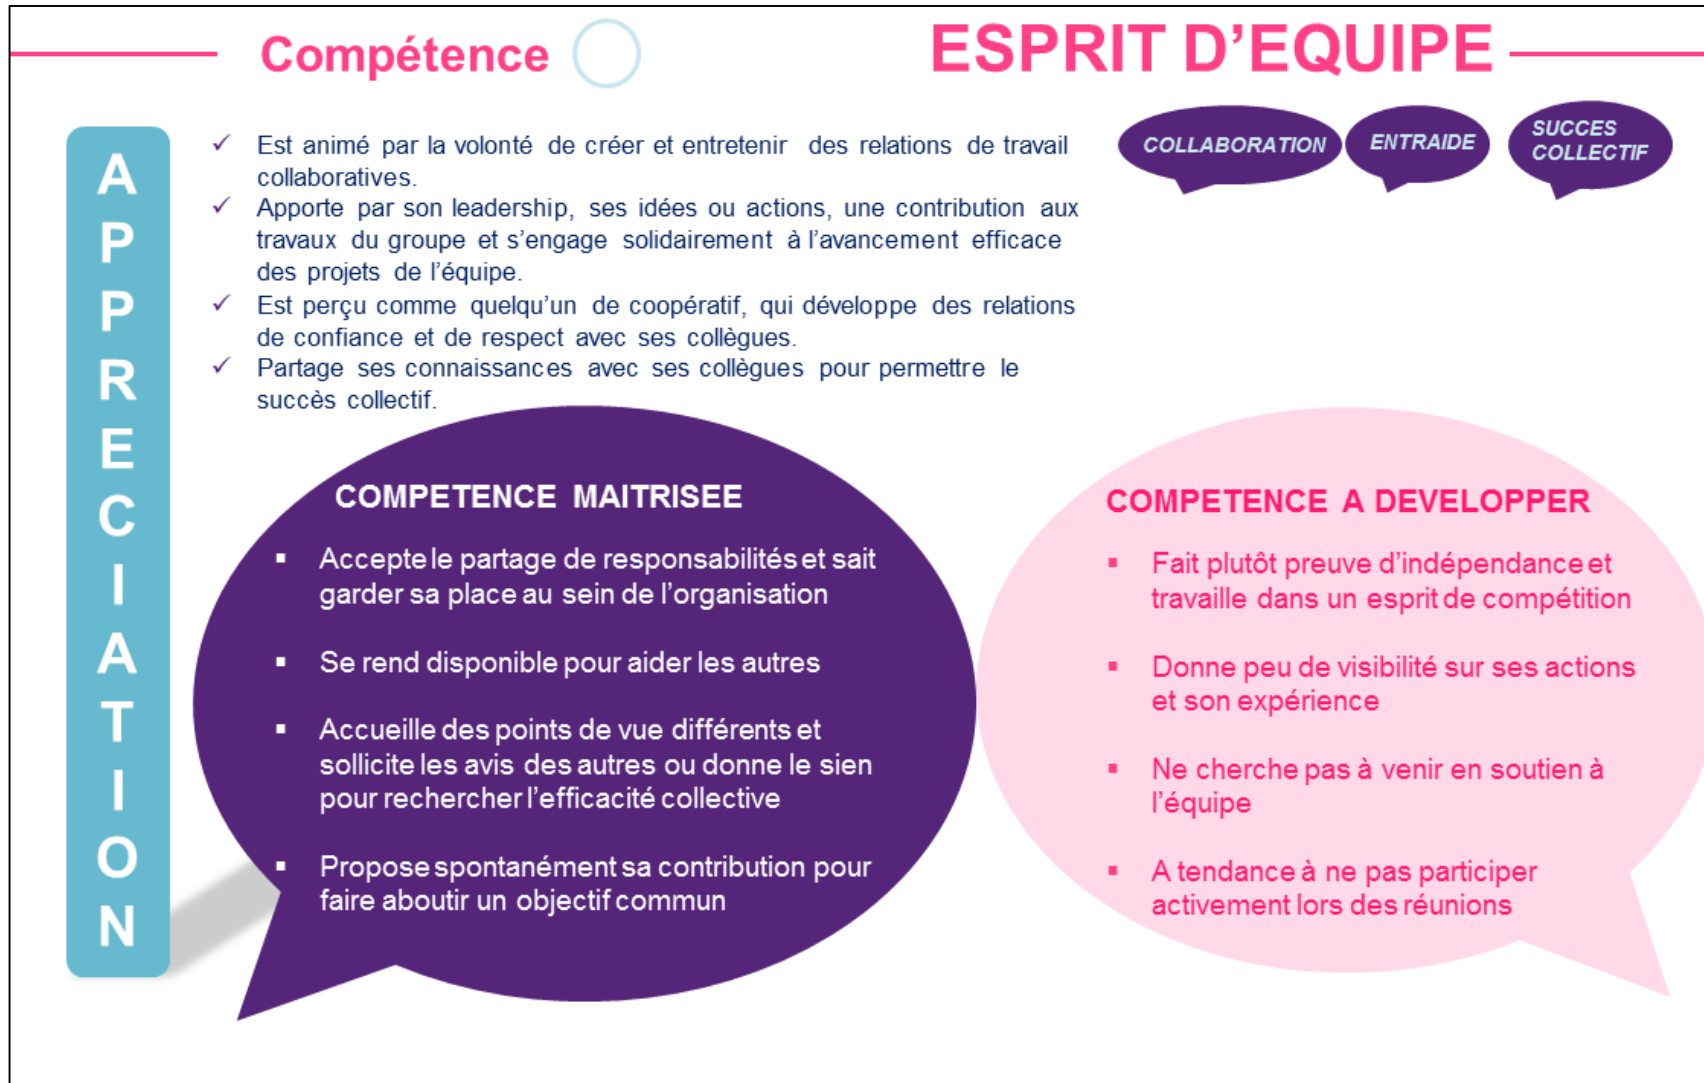 Compétence
ESPRIT D’EQUIPE
COLLABORATION
ENTRAIDE
SUCCES
COLLECTIF
A
P
P
R
E
C
I
A
T
I
O
N
✓ Est animé par la volonté de créer et entretenir des relations de travail
collaboratives.
✓ Apporte par son leadership, ses idées ou actions, une contribution aux
travaux du groupe et s’engage solidairement à l’avancement efficace
des projets de l’équipe.
✓ Est perçu comme quelqu’un de coopératif, qui développe des relations
de confiance et de respect avec ses collègues.
✓ Partage ses connaissances avec ses collègues pour permettre le
succès collectif.
COMPETENCE MAITRISEE
▪ Accepte le partage de responsabilités et sait
garder sa place au sein de l’organisation
▪ Se rend disponible pour aider les autres
▪ Accueille des points de vue différents et
sollicite les avis des autres ou donne le sien
pour rechercher l’efficacité collective
▪ Propose spontanément sa contribution pour
faire aboutir un objectif commun
COMPETENCE A DEVELOPPER
▪ Fait plutôt preuve d’indépendance et
travaille dans un esprit de compétition
▪ Donne peu de visibilité sur ses actions
et son expérience
▪ Ne cherche pas à venir en soutien à
l’équipe
▪ A tendance à ne pas participer
activement lors des réunions